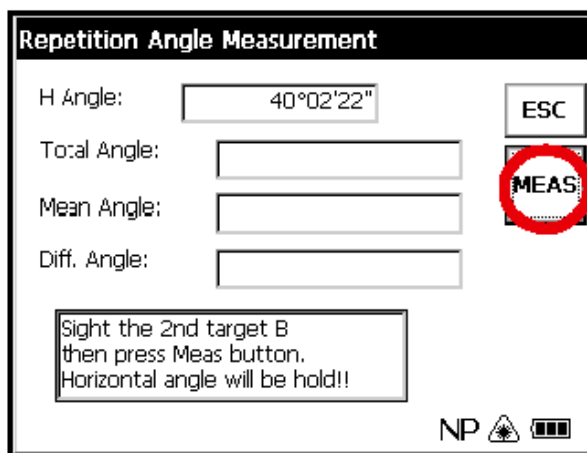 Repetition Angle Measurement
H Angle: 40°02'22"
ESC
Total Angle:
MEAS
Mean Angle:
Diff. Angle:
Sight the 2nd target B
then press Meas button.
Horizontal angle will be hold!!
NP